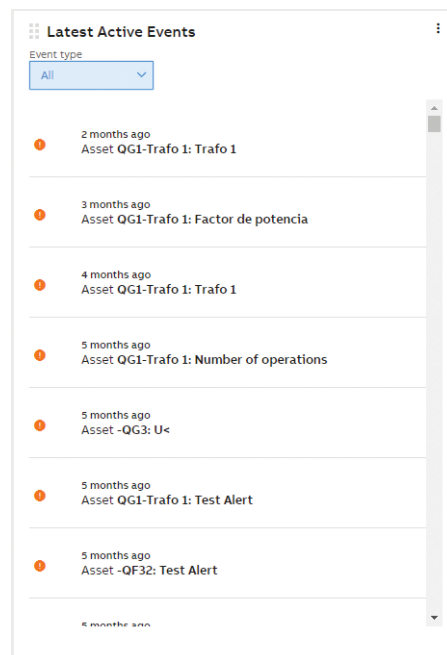 Latest Active Events
Event type
All
2 months ago
Asset QG1-Trafo 1: Trafo 1
3 months ago
Asset QG1-Trafo 1: Factor de potencia
4 months ago
Asset QG1-Trafo 1: Trafo 1
5 months ago
Asset QG1-Trafo 1: Number of operations
5 months ago
Asset -QG3: U<
5 months ago
Asset QG1-Trafo 1: Test Alert
5 months ago
Asset -QF32: Test Alert
5 months ago